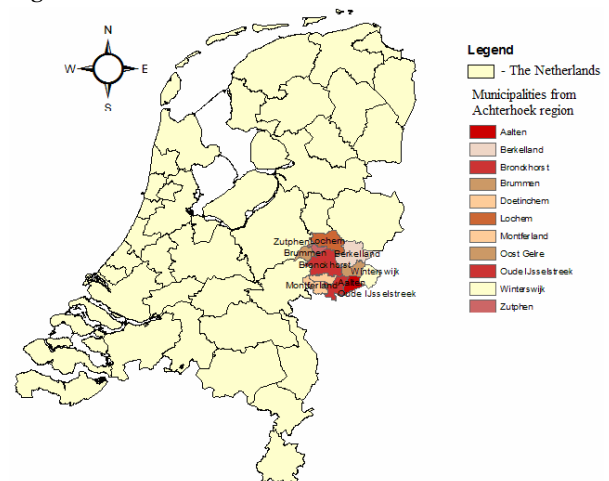 N
W
E
S
Legend
- The Netherlands
Municipalities from
Achterhoek region
Aalten
Berkelland
Bronckhorst
Brummen
Doetinchem
Lochem
Montferland
Oost Gelre
Oude IJsselstreek
Winterswijk
Zutphen
Zutphen
Lochem
Brummen
Berkelland
Bronckhorst
Winterswijk
Montferland
Aalten
Oude IJsselstreek